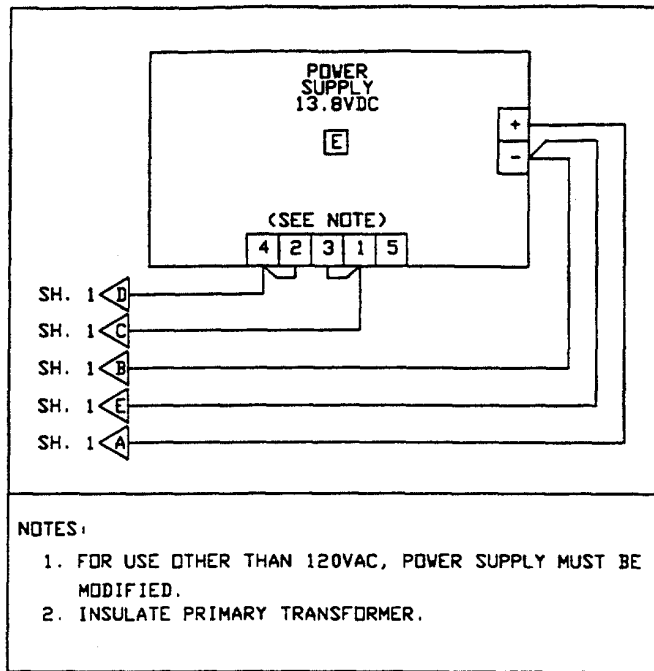 POWER
SUPPLY
13.8VDC
E
+
-
(SEE NOTE)
4 2 3 1 5
SH. 1 D
SH. 1 C
SH. 1 B
SH. 1 E
SH. 1 A
NOTES:
1. FOR USE OTHER THAN 120VAC, POWER SUPPLY MUST BE
MODIFIED.
2. INSULATE PRIMARY TRANSFORMER.